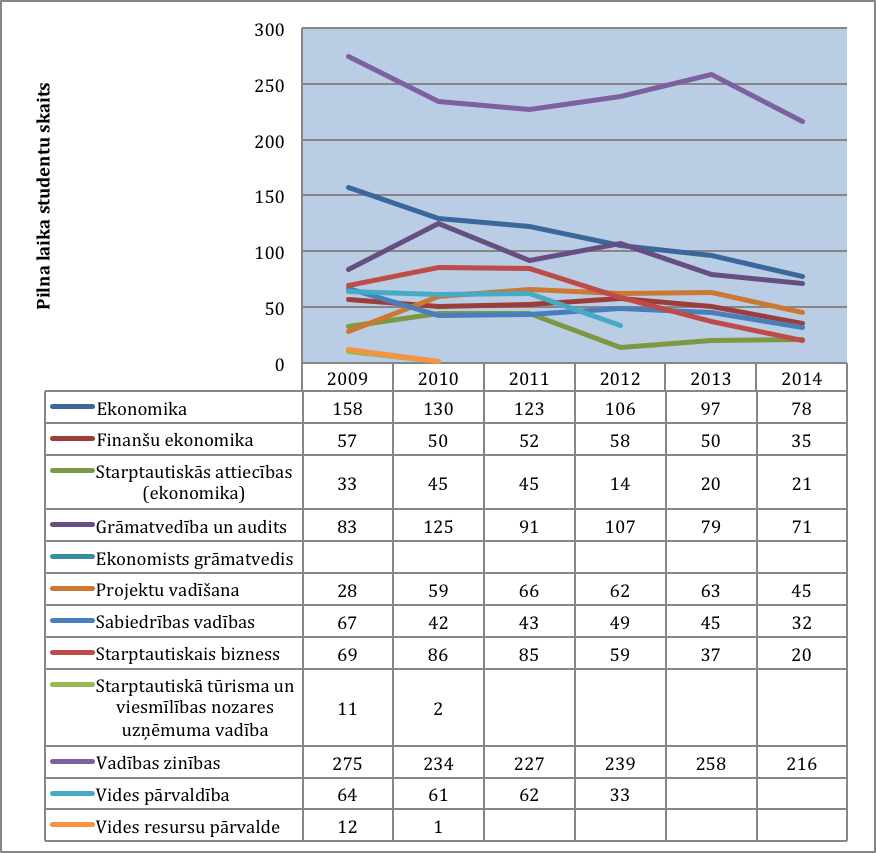 Pilna laika studentu skaits
300
250
200
150
100
50
0
2009 2010 2011 2012 2013 2014
Ekonomika 158 130 123 106 97 78
Finanšu ekonomika 57 50 52 58 50 35
Starptautiskās attiecības
(ekonomika) 33 45 45 14 20 21
Grāmatvedība un audits 83 125 91 107 79 71
Ekonomists grāmatvedis
Projektu vadīšana 28 59 66 62 63 45
Sabiedrības vadības 67 42 43 49 45 32
Starptautiskais bizness 69 86 85 59 37 20
Starptautiskā tūrisma un
viesmīlības nozares 11 2
uzņēmuma vadība
Vadības zinības 275 234 227 239 258 216
Vides pārvaldība 64 61 62 33
Vides resursu pārvalde 12 1